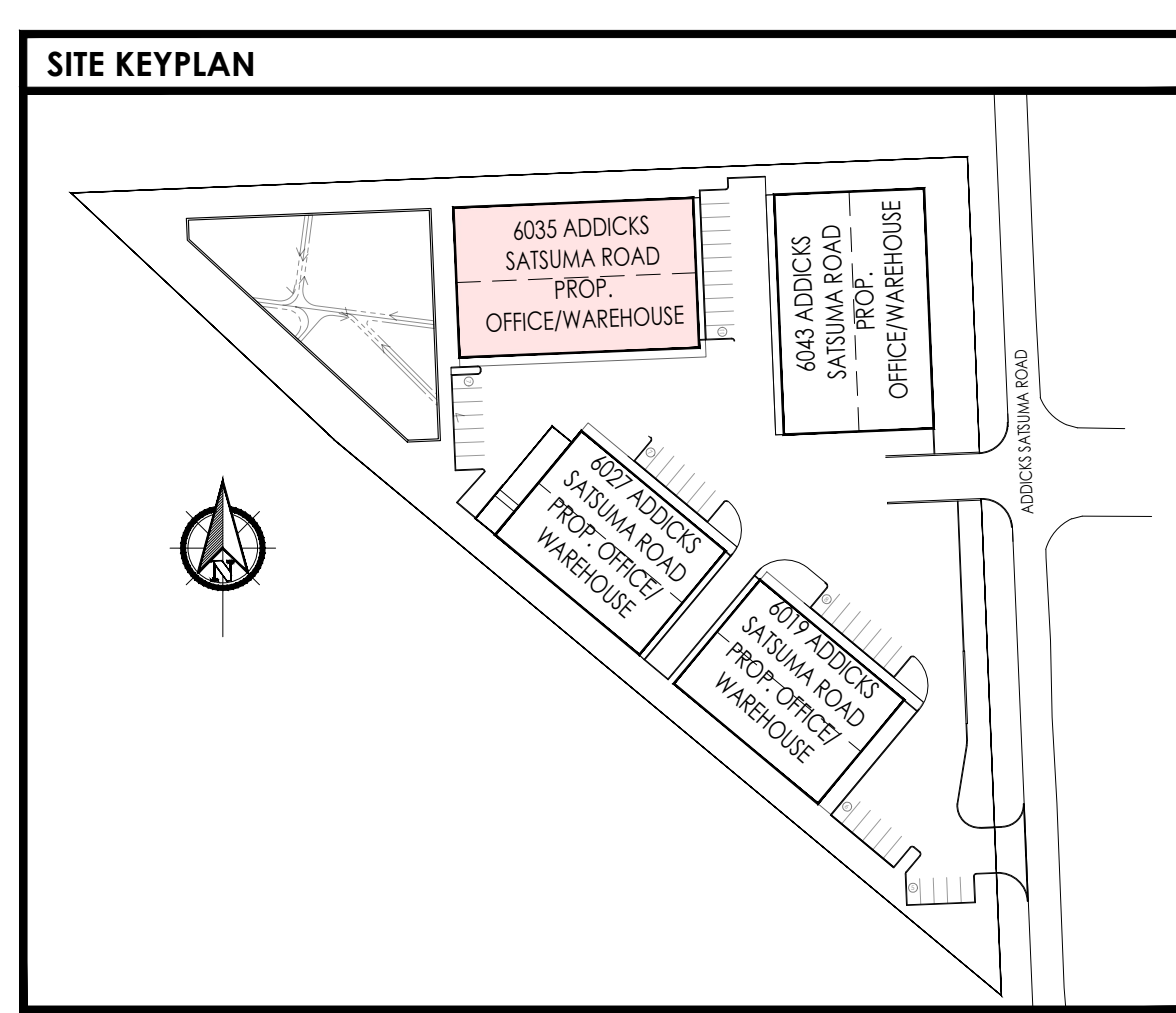 SITE KEYPLAN
6035 ADDICKS
SATSUMA ROAD
PROP.
OFFICE/WAREHOUSE
6043 ADDICKS
SATSUMA ROAD
PROP.
OFFICE/WAREHOUSE
ADDICKS SATSUMA ROAD
6027 ADDICKS
SATSUMA ROAD
PROP. OFFICE/
WAREHOUSE
N
6019 ADDICKS
SATSUMA ROAD
PROP. OFFICE/
WAREHOUSE